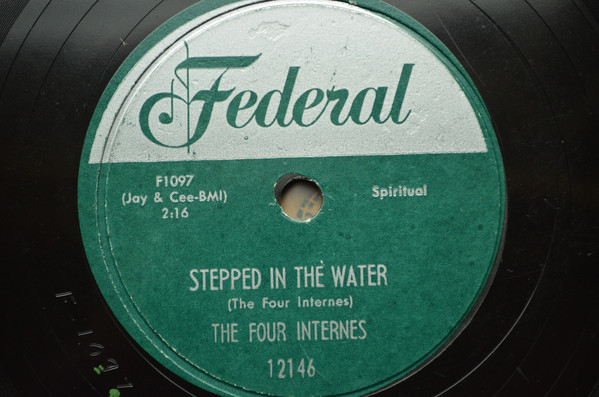 Federal
F1097
(Jay & Cee-BMI)
2:16
Spiritual
STEPPED IN THE WATER
(The Four Internes)
THE FOUR INTERNES
12146